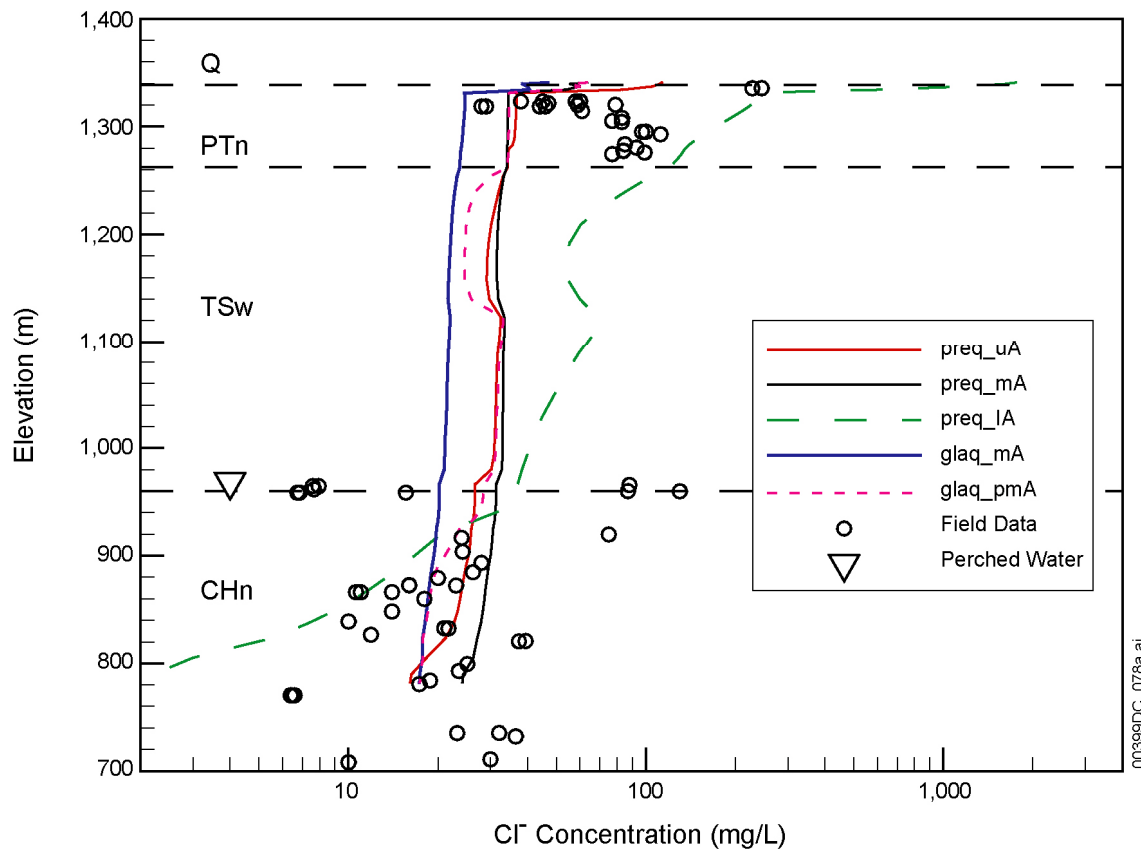 1,400
1,300
1,200
1,100
1,000
900
800
700
Elevation (m)
Q
PTn
TSw
CHn
preq_uA
preq_mA
preq_lA
glaq_mA
glaq_pmA
Field Data
Perched Water
10
100
1,000
Cl⁻ Concentration (mg/L)
00399DC_078a.ai